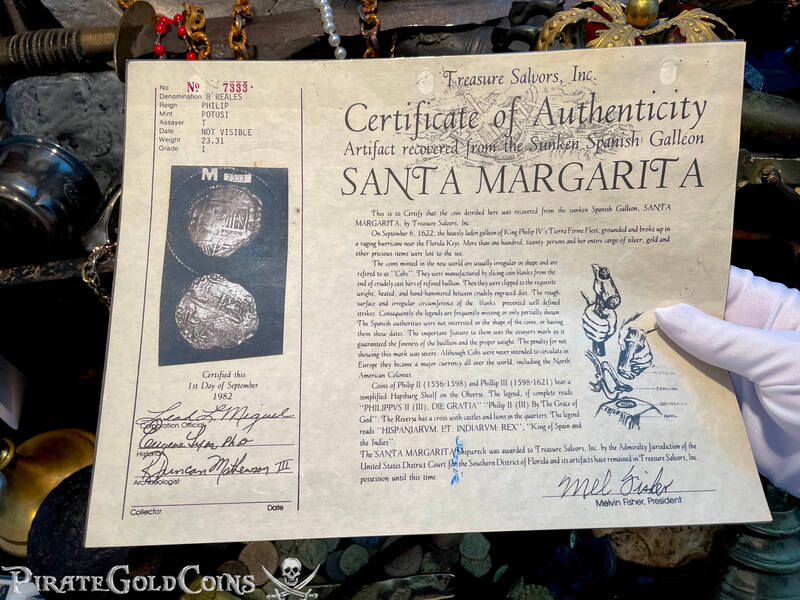 No Nº 7333
Denomination 8 REALES
Reign PHILIP
Mint POTOSI
Assayer T
Date NOT VISIBLE
Weight 23.31
Grade I
M 7333
Certified this
1st Day of September
1982
Leah L Miguel
Corporation Official
Eugene Lyon PhD
Historian
R Duncan Mathewson III
Archaeologist
Collector Date
Treasure Salvors, Inc.
Certificate of Authenticity
Artifact recovered from the Sunken Spanish Galleon
SANTA MARGARITA
This is to Certify that the coin desribed here was recovered from the sunken Spanish Galleon, SANTA
MARGARITA, by Treasure Salvors, Inc.
On September 6, 1622, the heavily laden galleon of King Philip IV's Tierra Firme Fleet, grounded and broke up in
a raging hurricane near the Florida Keys. More than one hundred, twenty persons and her entire cargo of silver, gold and
other precious items were lost to the sea.
The coins minted in the new world are usually irregular in shape and are
refered to as "Cobs". They were manufactured by slicing coin blanks from the
end of crudely cast bars of refined bullion. Then they were clipped to the requisite
weight, heated, and hand-hammered between crudely engraved dies. The rough
surface and irregular circumference of the blanks prevented well defined
strikes. Consequently the legends are frequently missing or only partially shown
The Spanish authorities were not interested in the shape of the coins, or having
them show dates. The important feature to them was the assayers mark as it
guaranteed the fineness of the bucillion and the proper weight. The penalty for not
showing this mark was severe. Although Cobs were never intended to circulate in
Europe they became a major currency all over the world, including the North
American Colonies.
Coins of Philip II (1556-1598) and Phillip III (1598-1621) bear a
simplified Hapsburg Shielf on the Obverse. The legend, if complete reads
"PHILIPPVS II (III), DIE GRATIA" "Philip II (III) By The Grace of
God". The Reverse has a cross with castles and lions in the quarters. The legend
reads "HISPANIARVM. ET. INDIARVM REX", "King of Spain and
the Indies".
The SANTA MARGARITA Shipwreck was awarded to Treasure Salvors, Inc. by the Admiralty Jurisdiction of the
United States District Court for the Southern District of Florida and its artifacts have remained in Treasure Salvors, Inc.
possession until this time.
Mel Fisher
Melvin Fisher, President
PirateGoldCoins